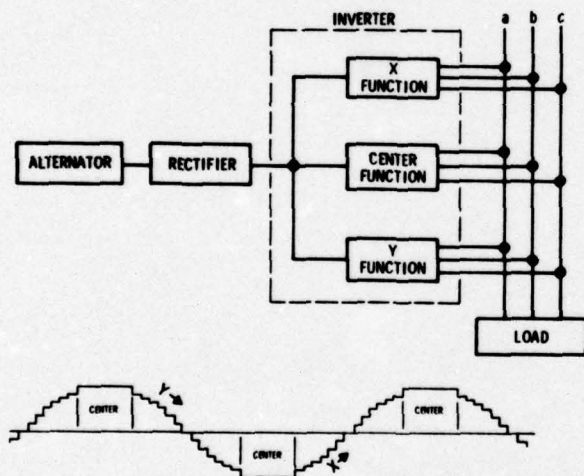 INVERTER
a b c
X
FUNCTION
ALTERNATOR
RECTIFIER
CENTER
FUNCTION
Y
FUNCTION
LOAD
Y
CENTER
CENTER
X
CENTER